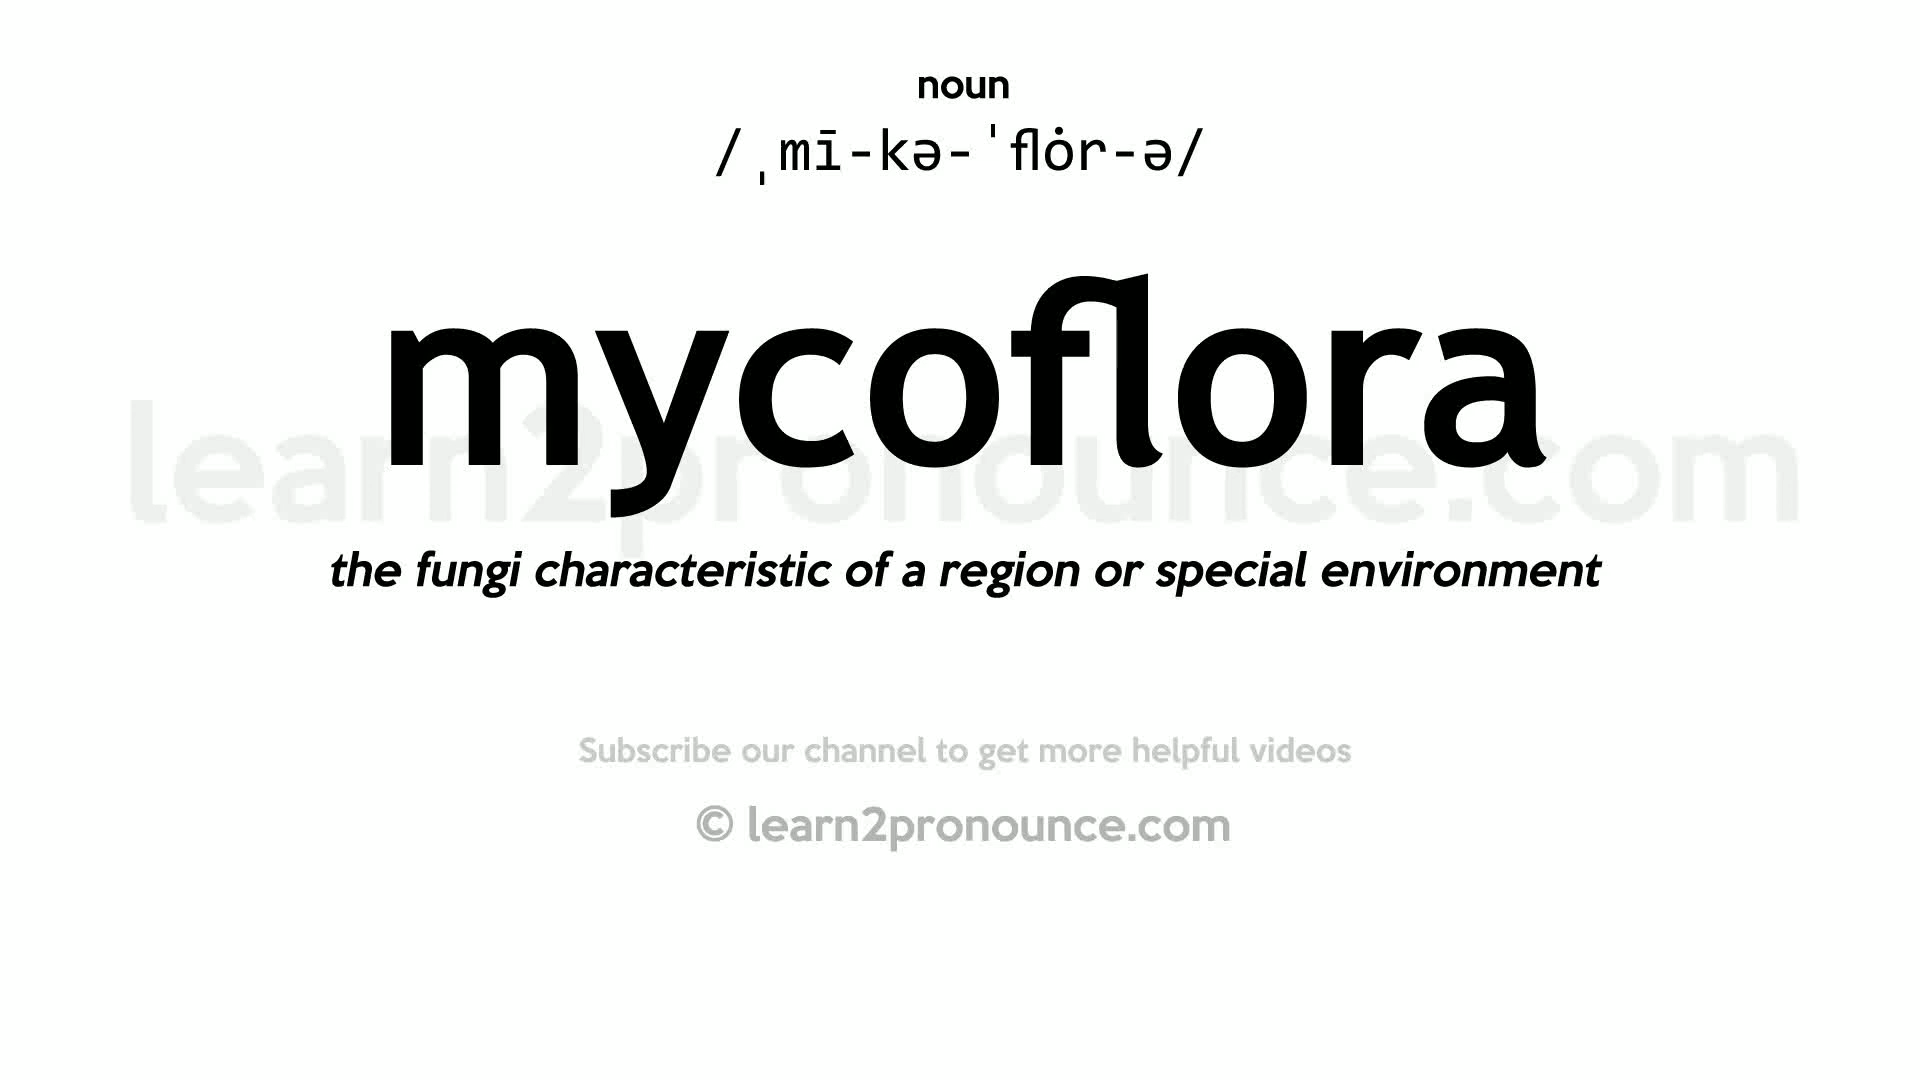 noun
/ˌmī-kə-ˈflȯr-ə/
mycoflora
learn2pronounce.com
the fungi characteristic of a region or special environment
Subscribe our channel to get more helpful videos
© learn2pronounce.com